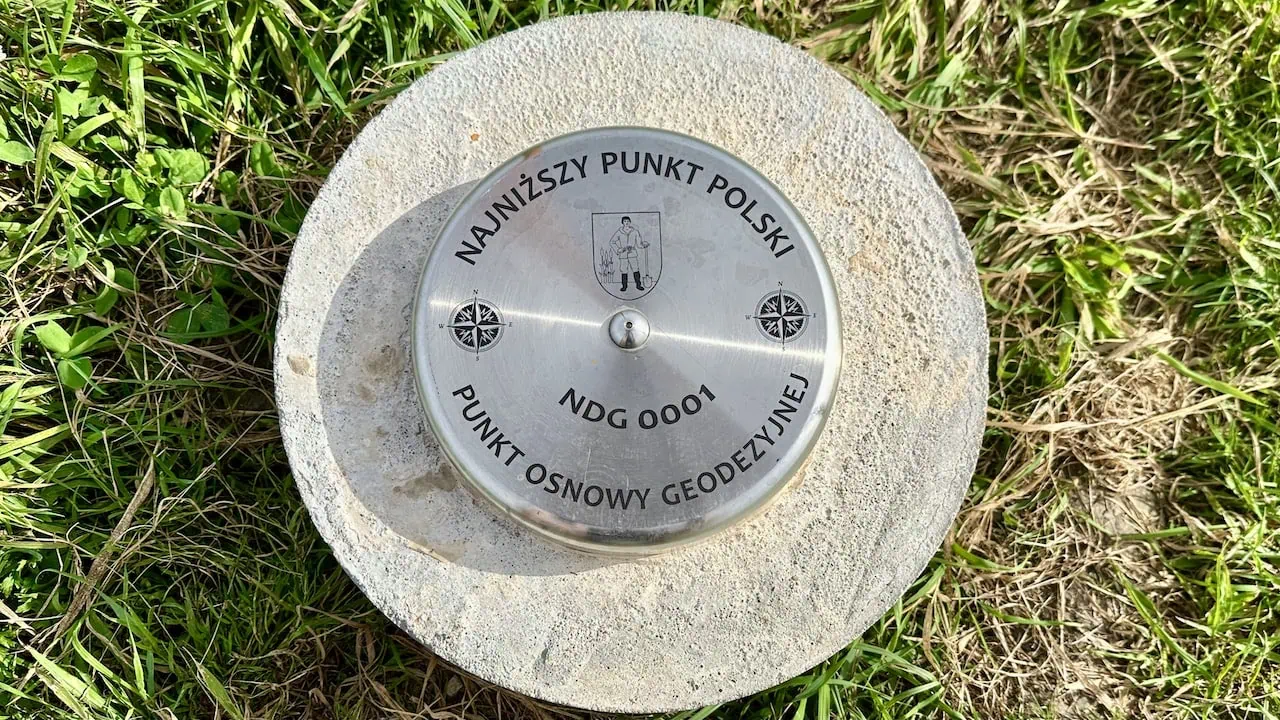 NAJNIŻSZY PUNKT POLSKI
N
W E
S
N
W E
S
NDG 0001
PUNKT OSNOWY GEODEZYJNEJ